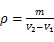 ρ = m / (V₂ − V₁)